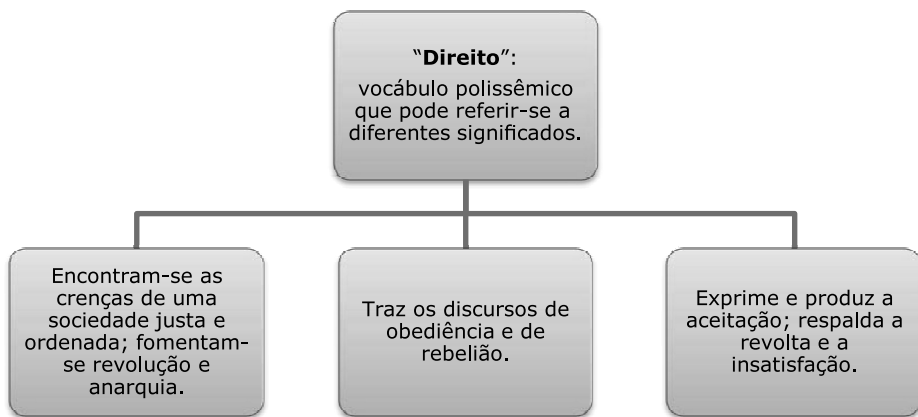 “Direito”:
vocábulo polissêmico
que pode referir-se a
diferentes significados.
Encontram-se as
crenças de uma
sociedade justa e
ordenada; fomentam-
se revolução e
anarquia.
Traz os discursos de
obediência e de
rebelião.
Exprime e produz a
aceitação; respalda a
revolta e a
insatisfação.